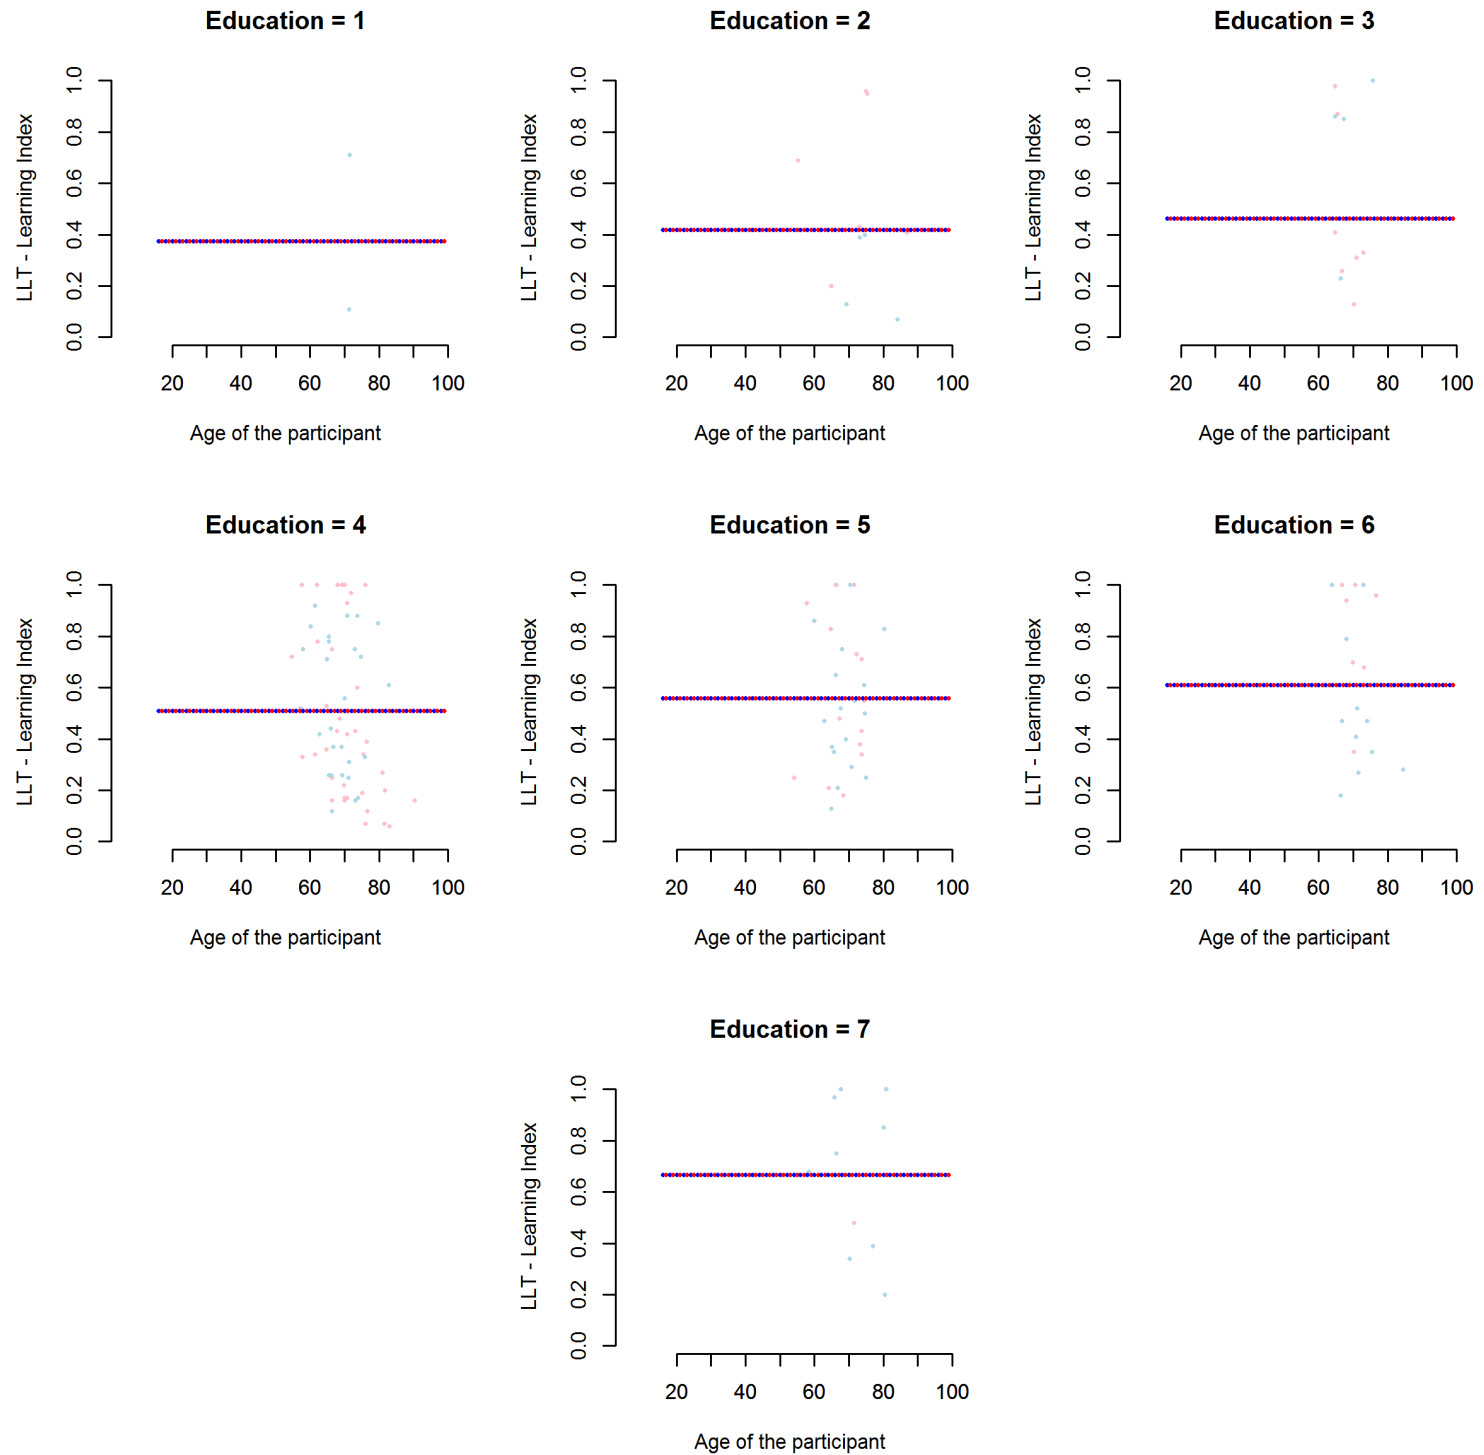 Education = 1
LLT - Learning Index
0.0 0.2 0.4 0.6 0.8 1.0
20 40 60 80 100
Age of the participant
Education = 2
LLT - Learning Index
0.0 0.2 0.4 0.6 0.8 1.0
20 40 60 80 100
Age of the participant
Education = 3
LLT - Learning Index
0.0 0.2 0.4 0.6 0.8 1.0
20 40 60 80 100
Age of the participant
Education = 4
LLT - Learning Index
0.0 0.2 0.4 0.6 0.8 1.0
20 40 60 80 100
Age of the participant
Education = 5
LLT - Learning Index
0.0 0.2 0.4 0.6 0.8 1.0
20 40 60 80 100
Age of the participant
Education = 6
LLT - Learning Index
0.0 0.2 0.4 0.6 0.8 1.0
20 40 60 80 100
Age of the participant
Education = 7
LLT - Learning Index
0.0 0.2 0.4 0.6 0.8 1.0
20 40 60 80 100
Age of the participant